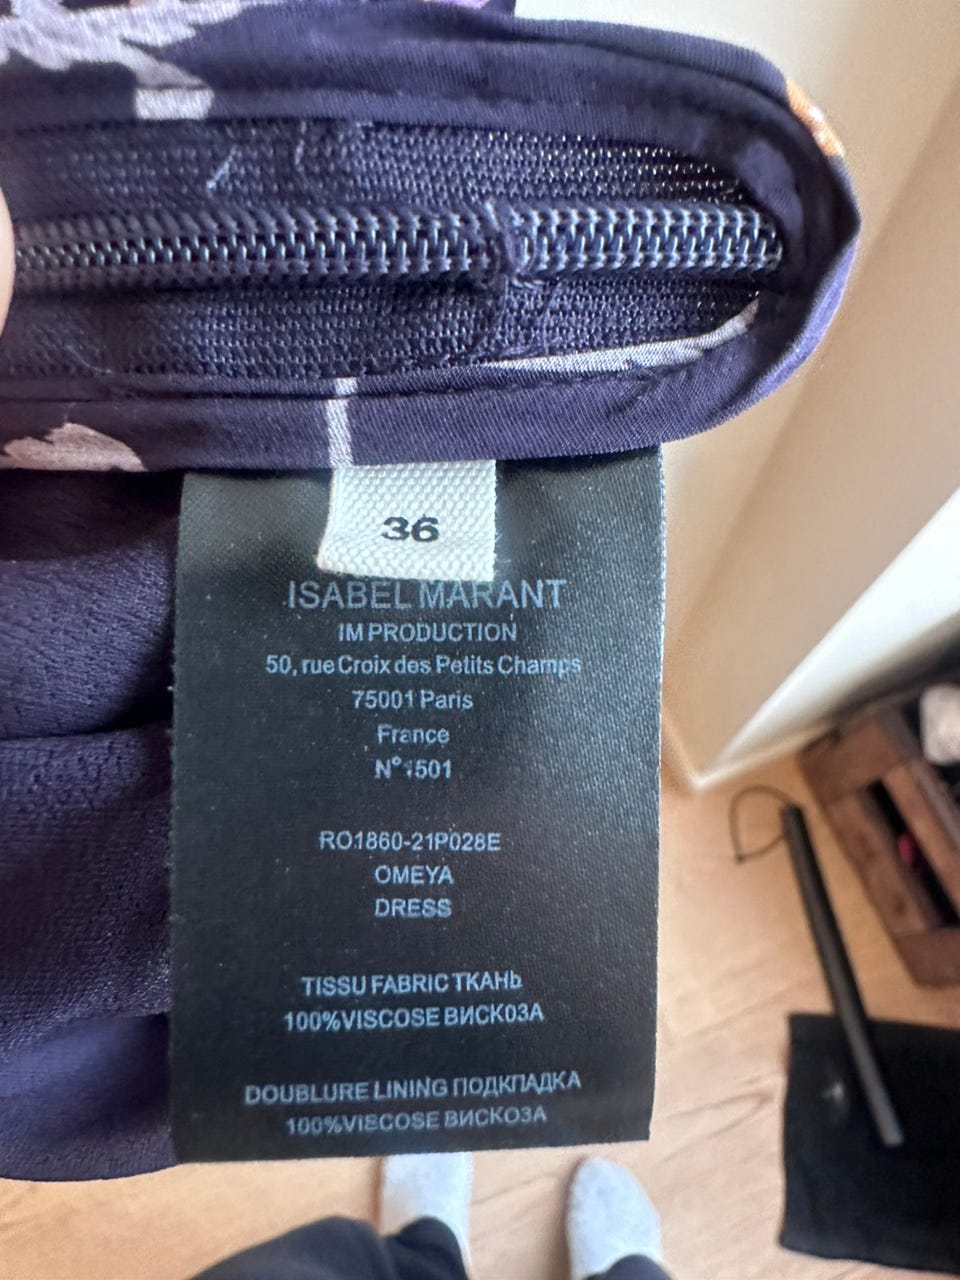 36
ISABEL MARANT
IM PRODUCTION
50, rue Croix des Petits Champs
75001 Paris
France
N°1501
RO1860-21P028E
OMEYA
DRESS
TISSU FABRIC ТКАНЬ
100%VISCOSE ВИСКОЗА
DOUBLURE LINING ПОДКПАДКА
100%VISCOSE ВИСКОЗА